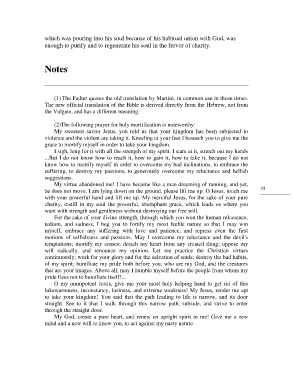 which was pouring into his soul because of his habitual union with God, was
enough to purify and to regenerate his soul in the fervor of charity.
Notes
(1) The Father quotes the old translation by Martini, in common use in those times.
The new official translation of the Bible is derived directly from the Hebrew, not from
the Vulgate, and has a different meaning.
(2)The following prayer for holy mortification is noteworthy:
My sweetest savior Jesus, you told us that your kingdom has been subjected to
violence and the violent are taking it. Kneeling at your feet I beseech you to give me the
grace to mortify myself in order to take your kingdom.
I sigh, long for it with all the strength of my spirit. I stare at it, stretch out my hands
...But I do not know how to reach it, how to gain it, how to take it, because I do not
know how to mortify myself in order to overcome my bad inclinations, to embrace the
suffering, to destroy my passions, to generously overcome my reluctance and hellish
suggestions.
My virtue abandoned me! I have become like a man dreaming of running, and yet,
he does not move. I am lying down on the ground, please lift me up. O Jesus, touch me
with your powerful hand and lift me up. My merciful Jesus, for the sake of your pure
charity, instill in my soul the powerful, triumphant grace, which leads us where you
want with strength and gentleness without destroying our free will.
For the sake of your divine strength, through which you won the human reluctance,
tedium, and sadness, I beg you to fortify my most feeble nature so that I may win
myself, embrace any suffering with love and patience, and repress the first motions
of selfishness and passions. May I overcome my reluctance and the devil's
temptations; mortify my senses, detach my heart from any created thing; oppose my
will radically; and renounce my opinion. Let me practice the Christian virtues
continuously; work for your glory and for the salvation of souls; destroy the bad habits,
of my spirit; humiliate my pride both before you, who are my God, and the creatures
that are your images. Above all, may I humble myself before the people from whom my
pride flees not to humiliate itself!...
O my omnipotent Jesus, give me your most holy helping hand to get rid of this
lukewarmness, inconstancy, laziness, and extreme weakness! My Jesus, render me apt
to take your kingdom! You said that the path leading to life is narrow, and its door
straight. See to it that I walk through this narrow path, subside, and strive to enter
through the straight door.
My God, create a pure heart, and renew an upright spirit in me! Give me a new
mind and a new will to know you, to act against my nasty nature